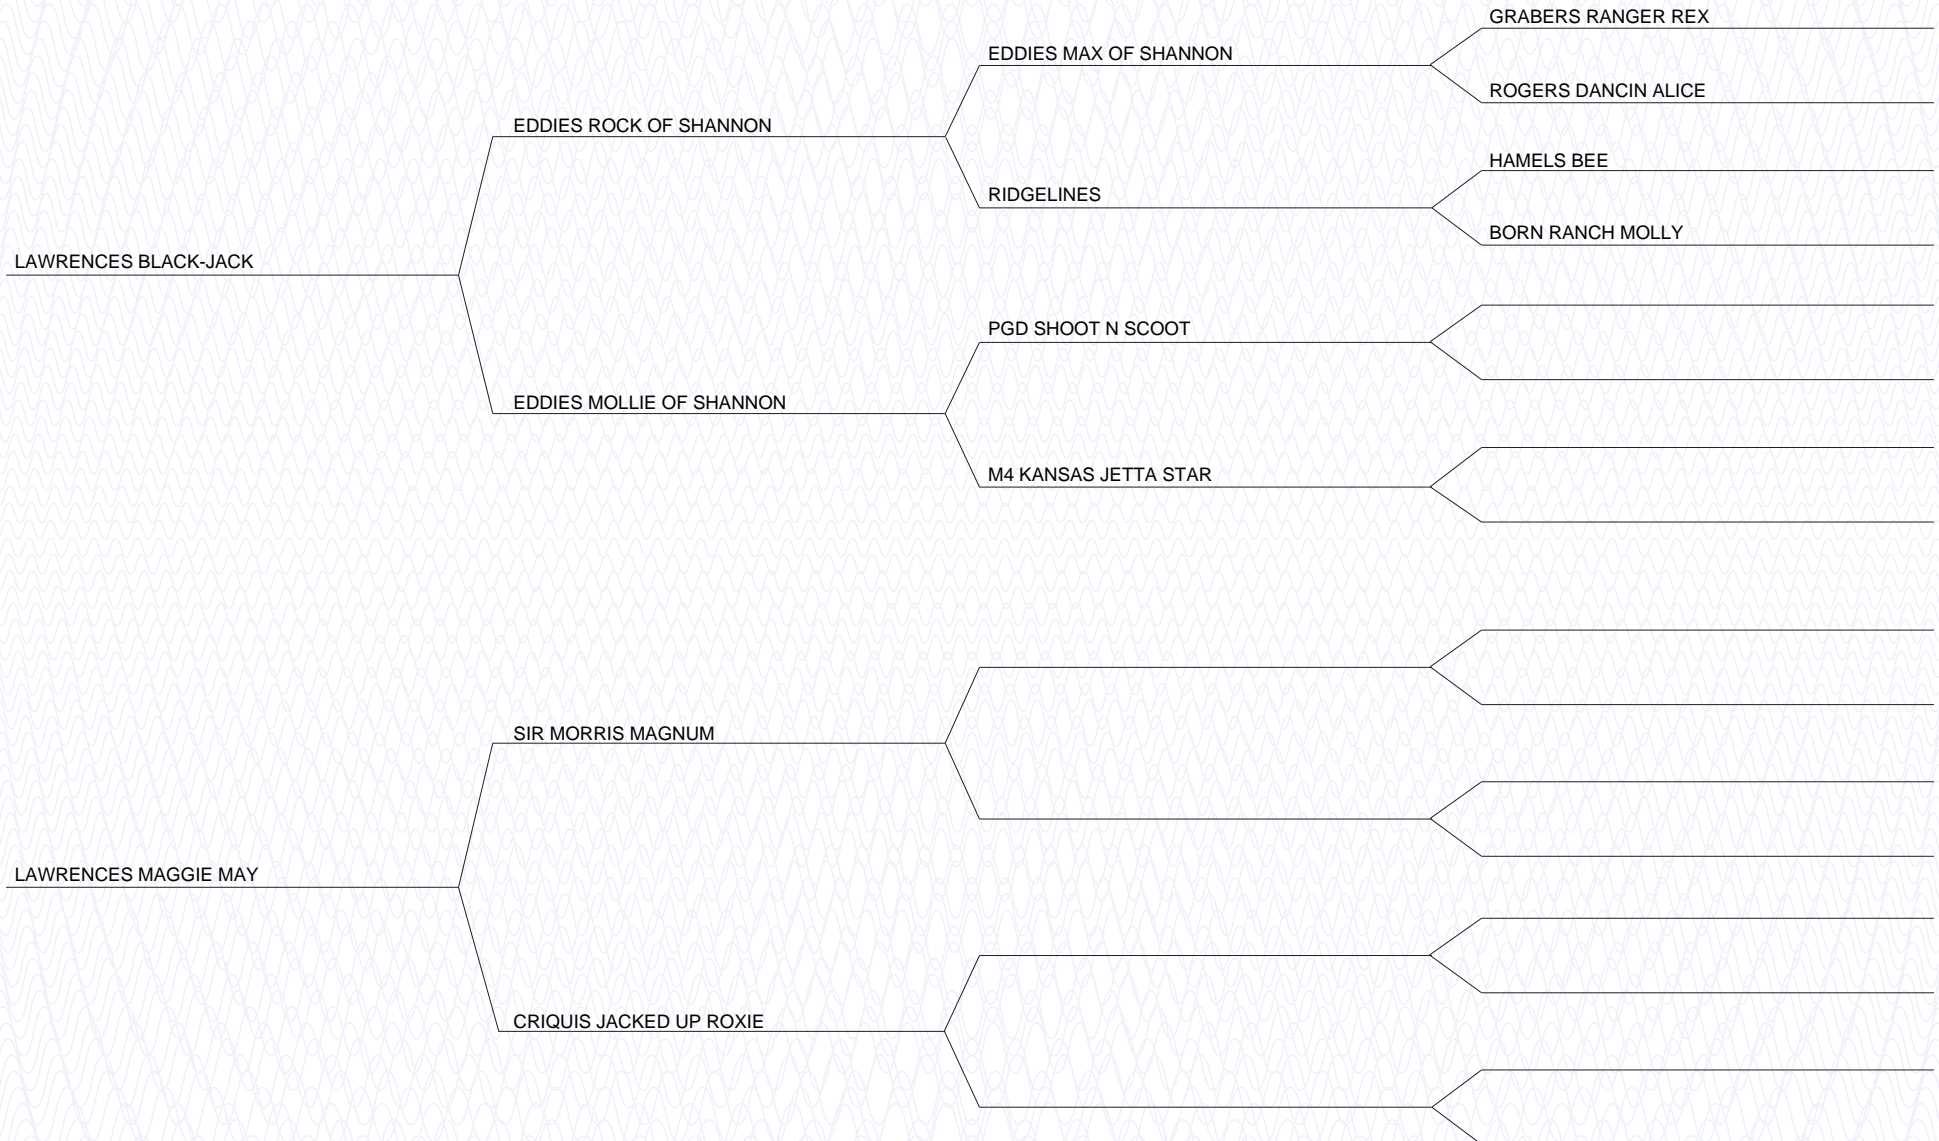 GRABERS RANGER REX
EDDIES MAX OF SHANNON
ROGERS DANCIN ALICE
EDDIES ROCK OF SHANNON
HAMELS BEE
RIDGELINES
BORN RANCH MOLLY
LAWRENCES BLACK-JACK
PGD SHOOT N SCOOT
EDDIES MOLLIE OF SHANNON
M4 KANSAS JETTA STAR
SIR MORRIS MAGNUM
LAWRENCES MAGGIE MAY
CRIQUIS JACKED UP ROXIE